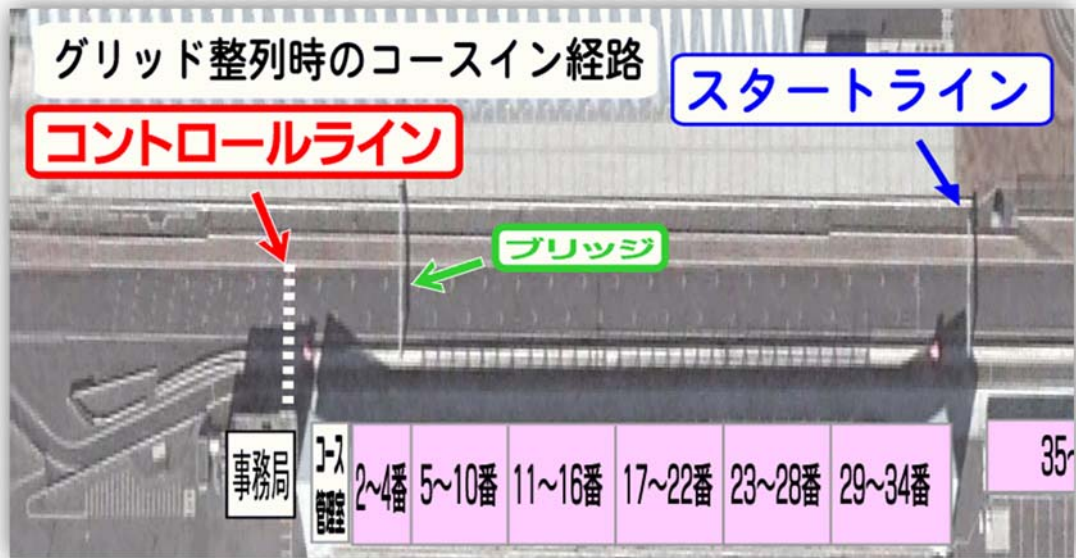 グリッド整列時のコースイン経路
スタートライン
コントロールライン
ブリッジ
事務局
コース
管理室
2~4番
5~10番
11~16番
17~22番
23~28番
29~34番
35~